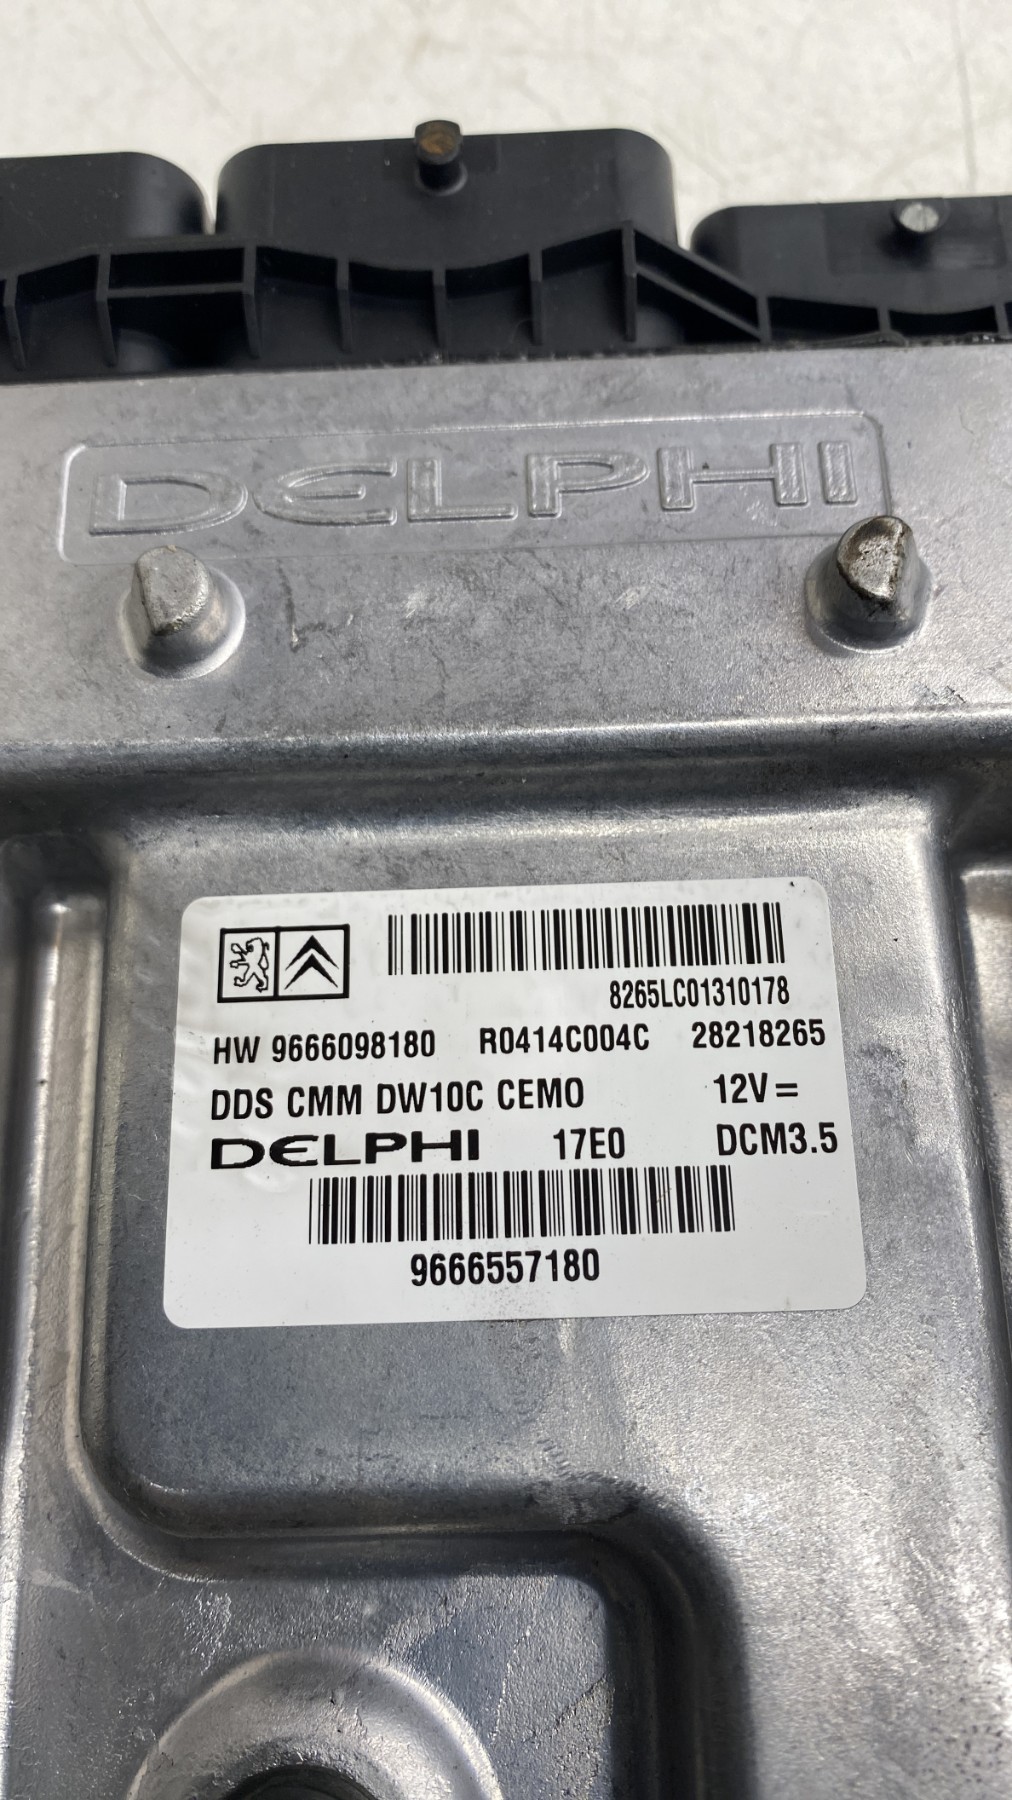 DELPHI
8265LC01310178
HW 9666098180 R0414C004C 28218265
DDS CMM DW10C CEMO 12V=
DELPHI 17E0 DCM3.5
9666557180